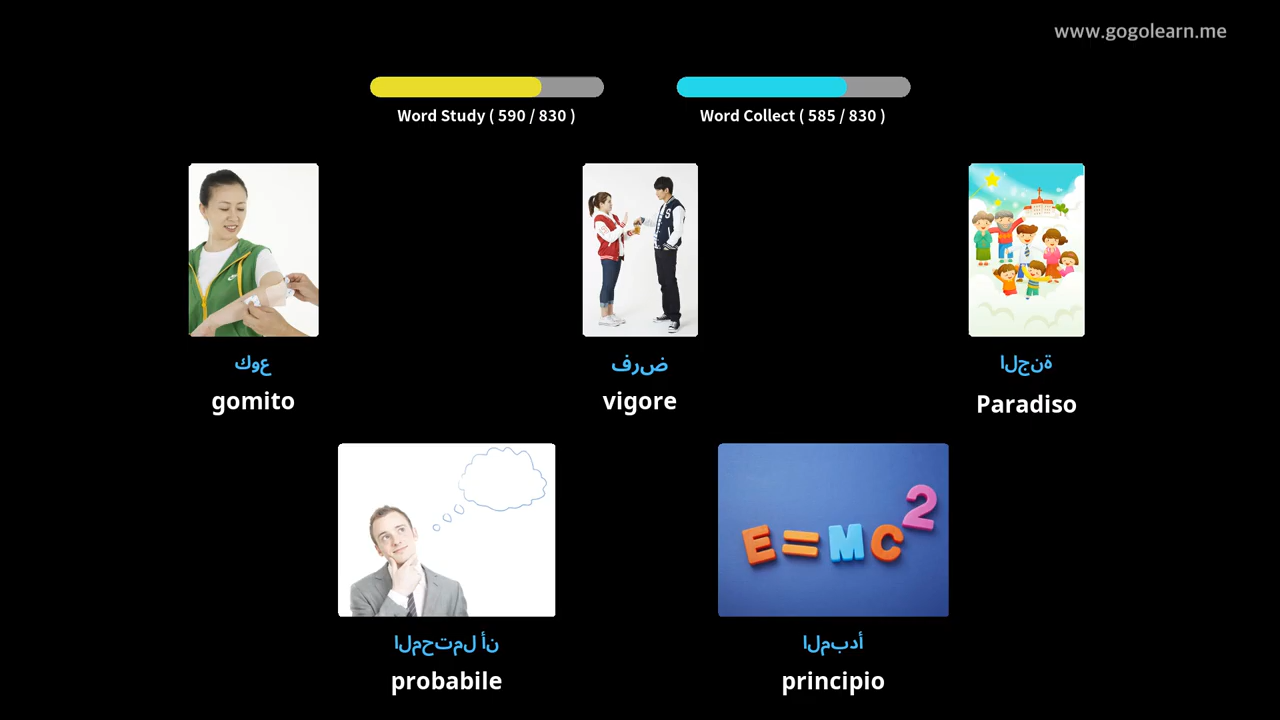 www.gogolearn.me
Word Study ( 590 / 830 )
Word Collect ( 585 / 830 )
كوع
فرض
الجنة
gomito
vigore
Paradiso
المحتمل أن
المبدأ
probabile
principio